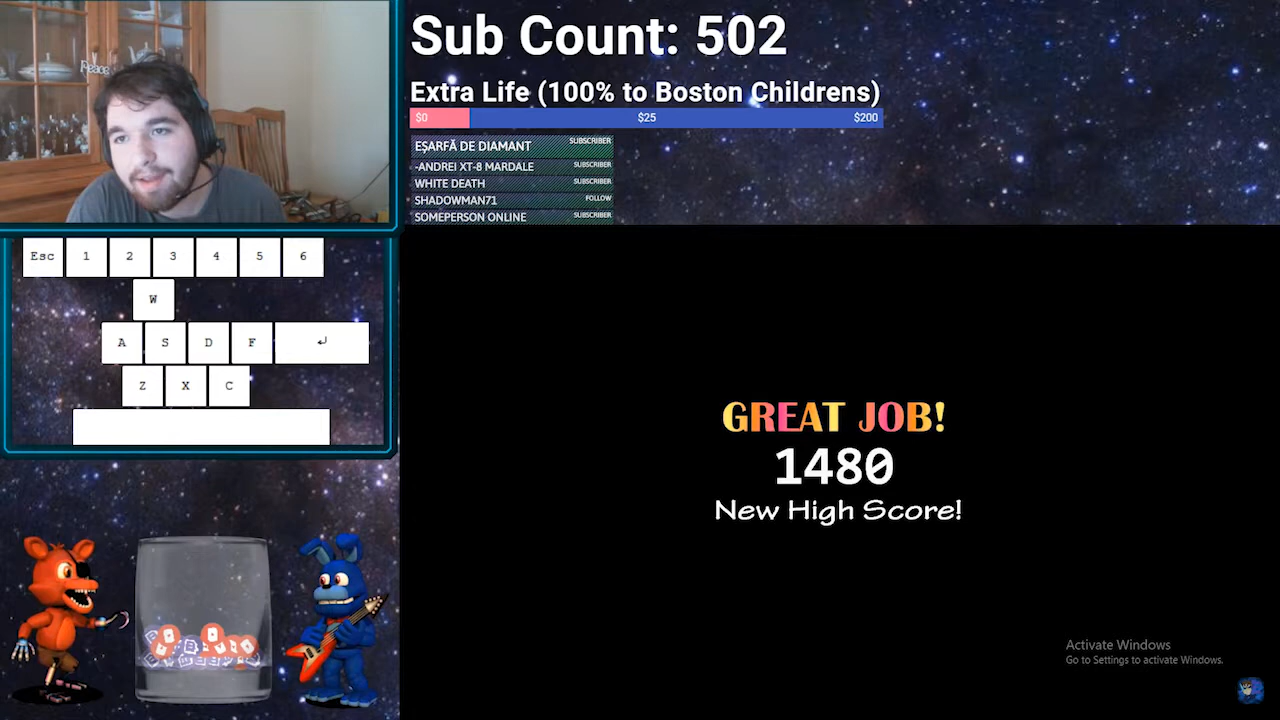 Peace
Sub Count: 502
Extra Life (100% to Boston Childrens)
$0 $25 $200
EȘARFĂ DE DIAMANT SUBSCRIBER
-ANDREI XT-8 MARDALE SUBSCRIBER
WHITE DEATH SUBSCRIBER
SHADOWMAN71 FOLLOW
SOMEPERSON ONLINE SUBSCRIBER
Esc 1 2 3 4 5 6
W
A S D F
Z X C
GREAT JOB!
1480
New High Score!
Activate Windows
Go to Settings to activate Windows.